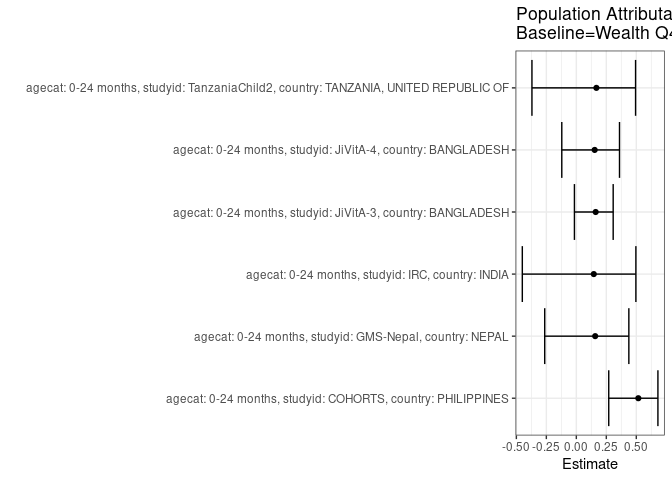 Population Attributa
Baseline=Wealth Q4
agecat: 0-24 months, studyid: TanzaniaChild2, country: TANZANIA, UNITED REPUBLIC OF
agecat: 0-24 months, studyid: JiVitA-4, country: BANGLADESH
agecat: 0-24 months, studyid: JiVitA-3, country: BANGLADESH
agecat: 0-24 months, studyid: IRC, country: INDIA
agecat: 0-24 months, studyid: GMS-Nepal, country: NEPAL
agecat: 0-24 months, studyid: COHORTS, country: PHILIPPINES
-0.50 -0.25 0.00 0.25 0.50
Estimate